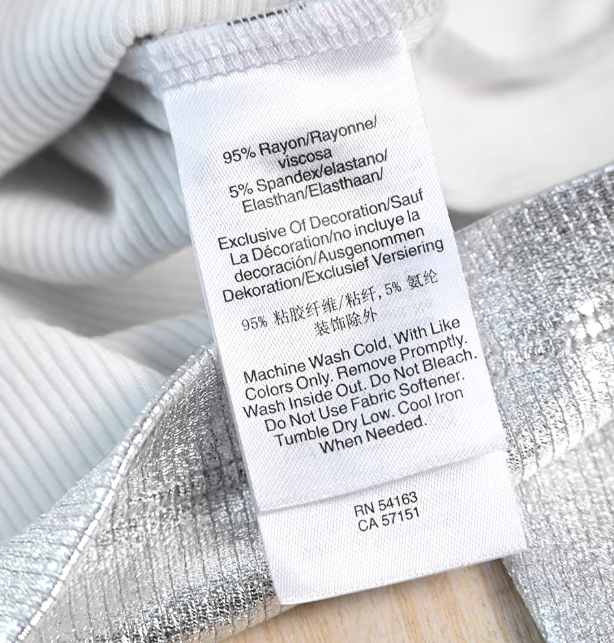 95% Rayon/Rayonne/
viscosa
5% Spandex/elastano/
Elasthan/Elasthaan/
Exclusive Of Decoration/Sauf
La Décoration/no incluye la
decoración/Ausgenommen
Dekoration/Exclusief Versiering
95% 粘胶纤维/粘纤, 5% 氨纶
装饰除外
Machine Wash Cold, With Like
Colors Only. Remove Promptly.
Wash Inside Out. Do Not Bleach.
Do Not Use Fabric Softener.
Tumble Dry Low. Cool Iron
When Needed.
RN 54163
CA 57151